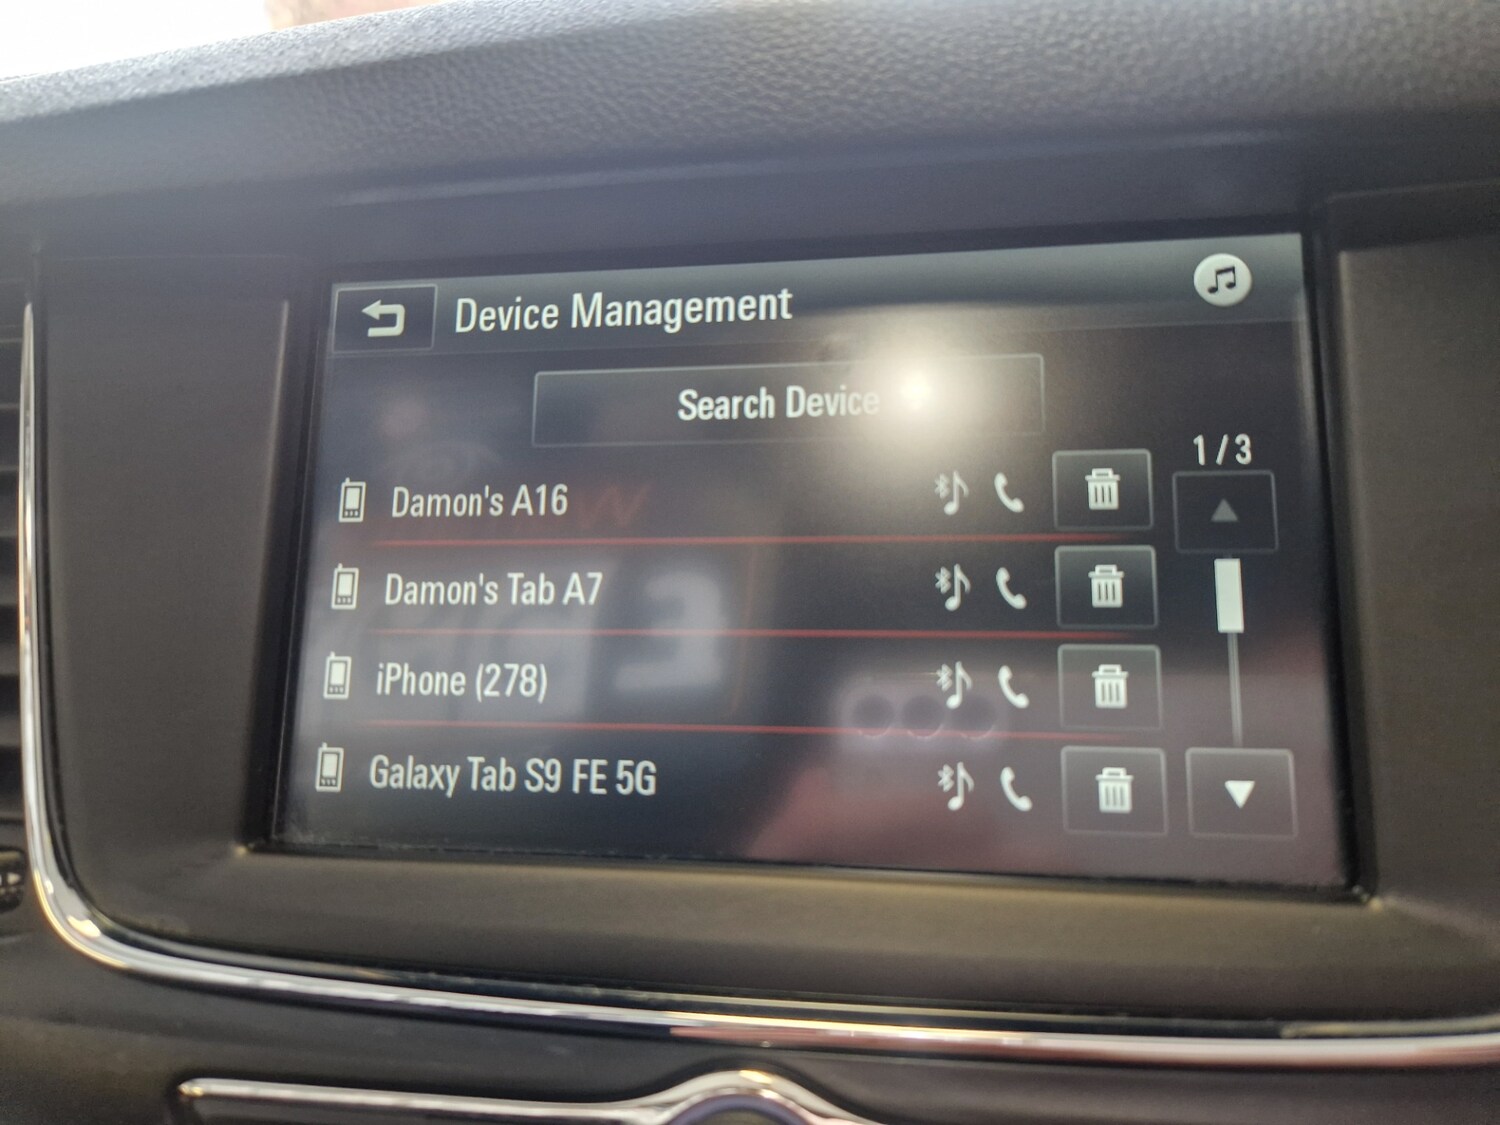 Device Management
Search Device
1 / 3
Damon's A16
Damon's Tab A7
iPhone (278)
Galaxy Tab S9 FE 5G